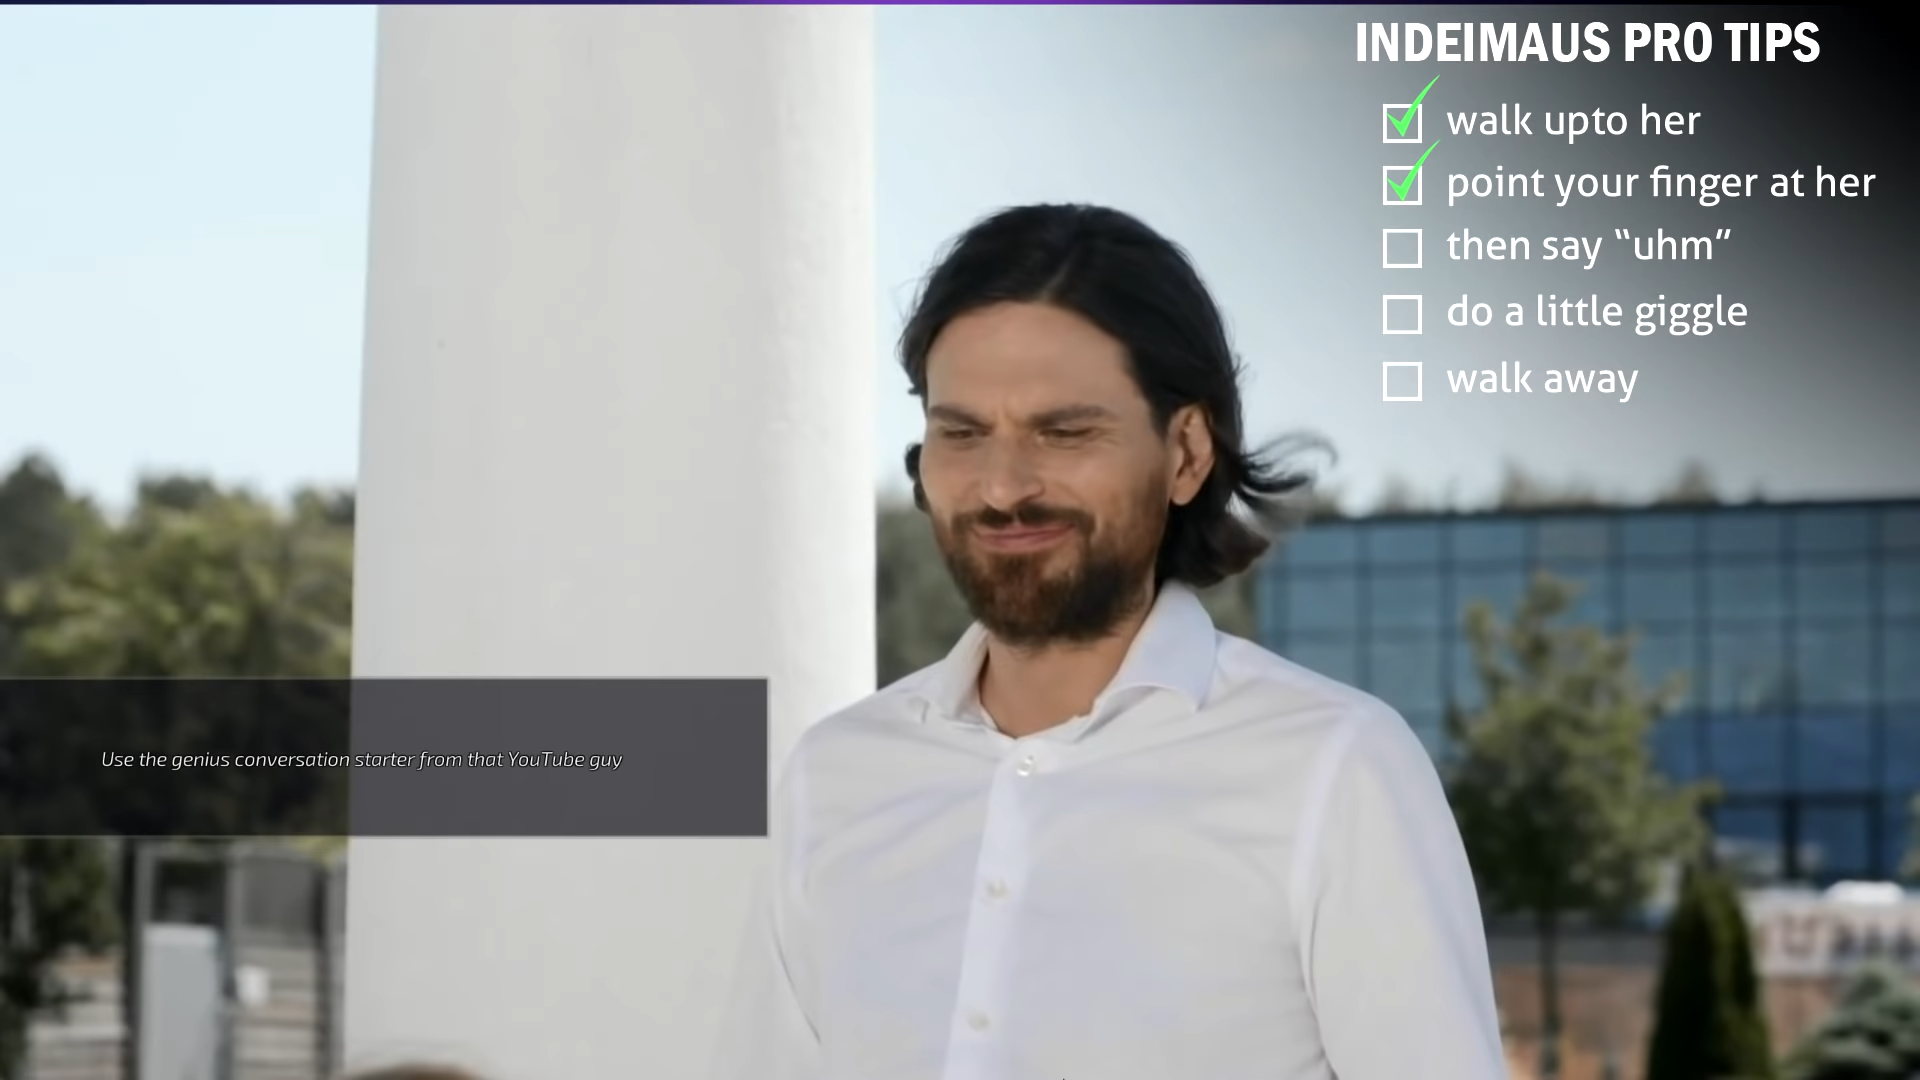 INDEIMAUS PRO TIPS
walk upto her
point your finger at her
then say “uhm”
do a little giggle
walk away
Use the genius conversation starter from that YouTube guy